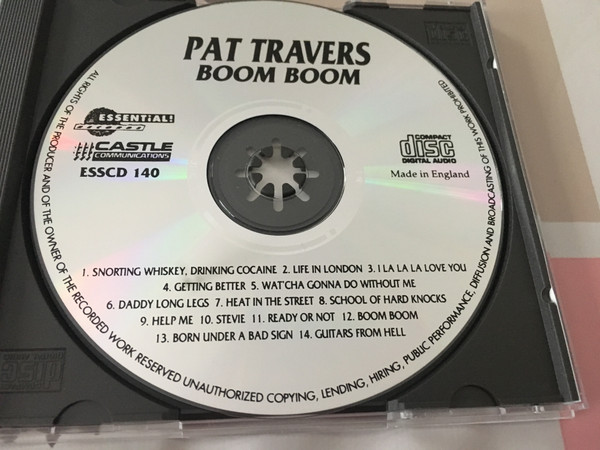 PAT TRAVERS
BOOM BOOM
ESSENTiAL!
CASTLE
COMMUNICATIONS
ESSCD 140
COMPACT
disc
DIGITAL AUDIO
Made in England
1. SNORTING WHISKEY, DRINKING COCAINE 2. LIFE IN LONDON 3. I LA LA LA LOVE YOU
4. GETTING BETTER 5. WAT'CHA GONNA DO WITHOUT ME
6. DADDY LONG LEGS 7. HEAT IN THE STREET 8. SCHOOL OF HARD KNOCKS
9. HELP ME 10. STEVIE 11. READY OR NOT 12. BOOM BOOM
13. BORN UNDER A BAD SIGN 14. GUITARS FROM HELL
ALL RIGHTS OF THE PRODUCER AND OF THE OWNER OF THE RECORDED WORK RESERVED UNAUTHORIZED COPYING, LENDING, HIRING, PUBLIC PERFORMANCE, DIFFUSION AND BROADCASTING OF THIS WORK PROHIBITED